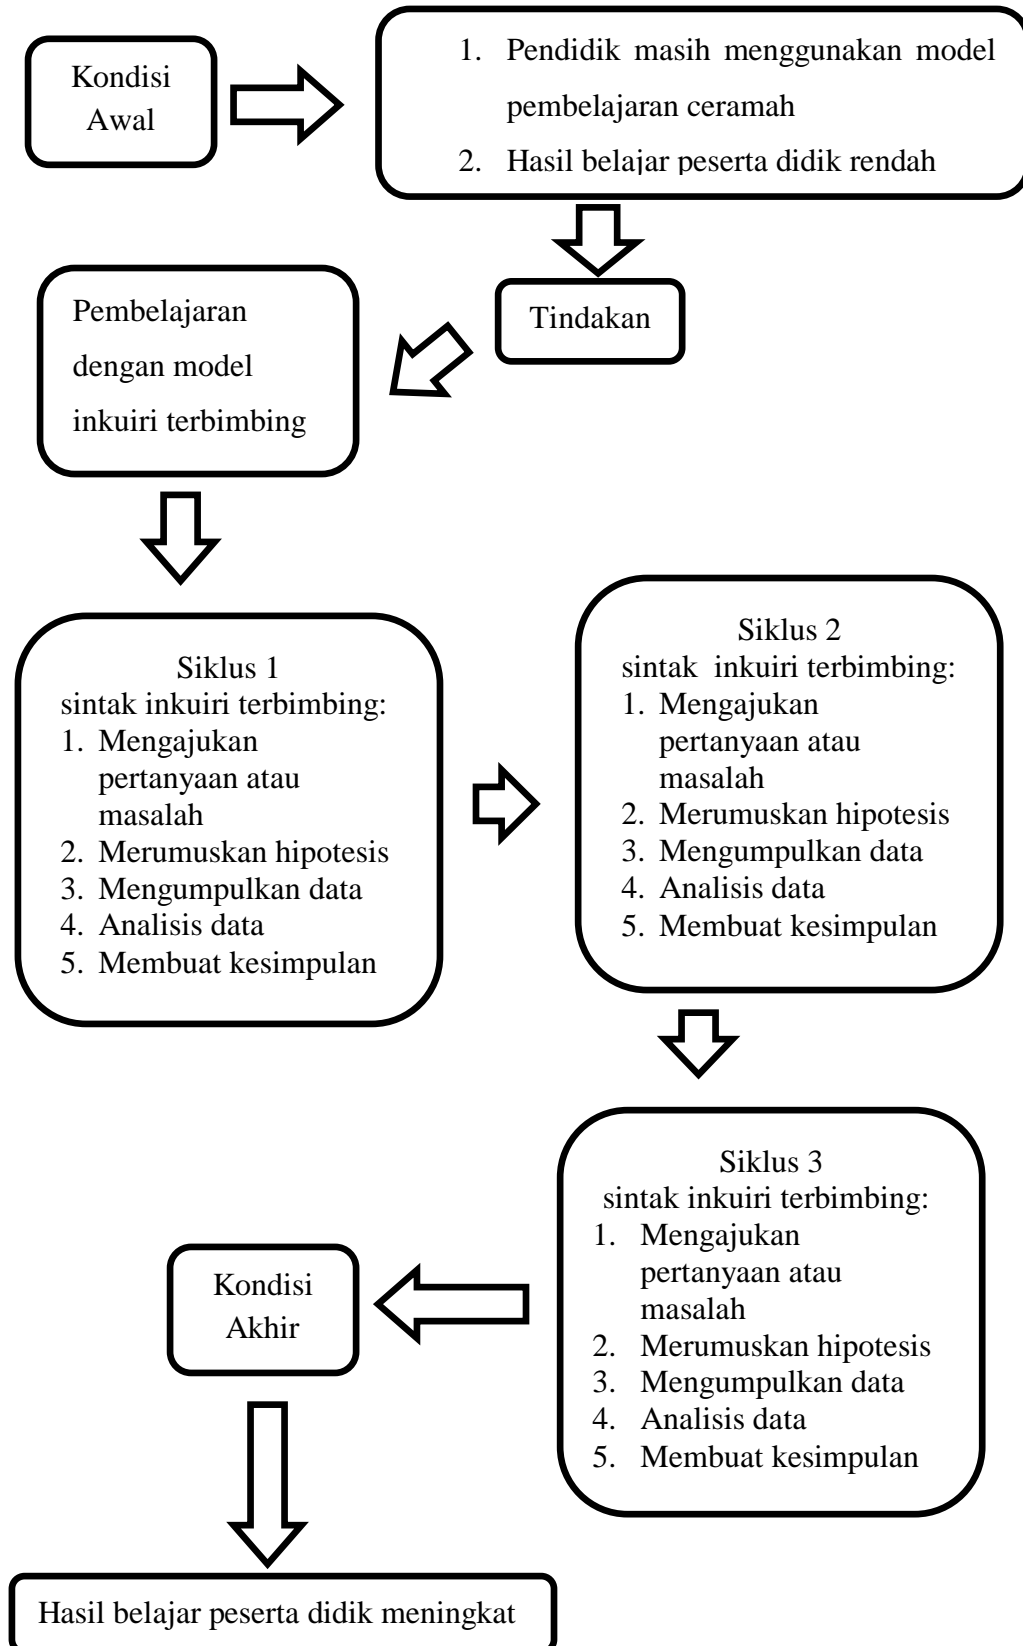 Kondisi
Awal
1. Pendidik masih menggunakan model
pembelajaran ceramah
2. Hasil belajar peserta didik rendah
Tindakan
Pembelajaran
dengan model
inkuiri terbimbing
Siklus 1
sintak inkuiri terbimbing:
1. Mengajukan
pertanyaan atau
masalah
2. Merumuskan hipotesis
3. Mengumpulkan data
4. Analisis data
5. Membuat kesimpulan
Siklus 2
sintak inkuiri terbimbing:
1. Mengajukan
pertanyaan atau
masalah
2. Merumuskan hipotesis
3. Mengumpulkan data
4. Analisis data
5. Membuat kesimpulan
Siklus 3
sintak inkuiri terbimbing:
1. Mengajukan
pertanyaan atau
masalah
2. Merumuskan hipotesis
3. Mengumpulkan data
4. Analisis data
5. Membuat kesimpulan
Kondisi
Akhir
Hasil belajar peserta didik meningkat